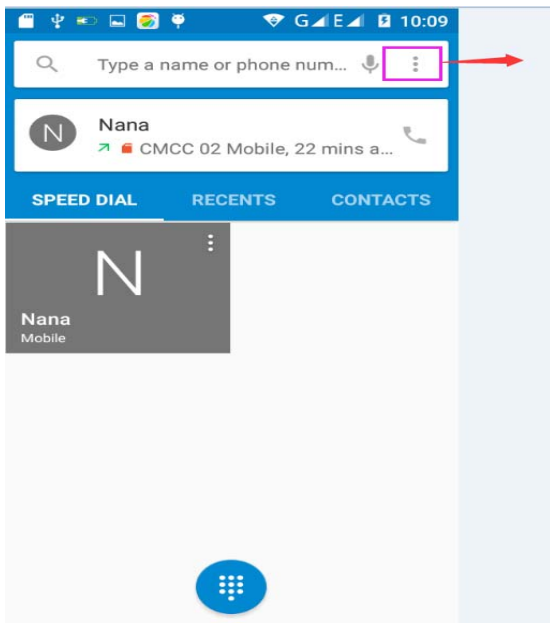 G E 10:09
Type a name or phone num...
N Nana
CMCC 02 Mobile, 22 mins a...
SPEED DIAL RECENTS CONTACTS
N
Nana
Mobile